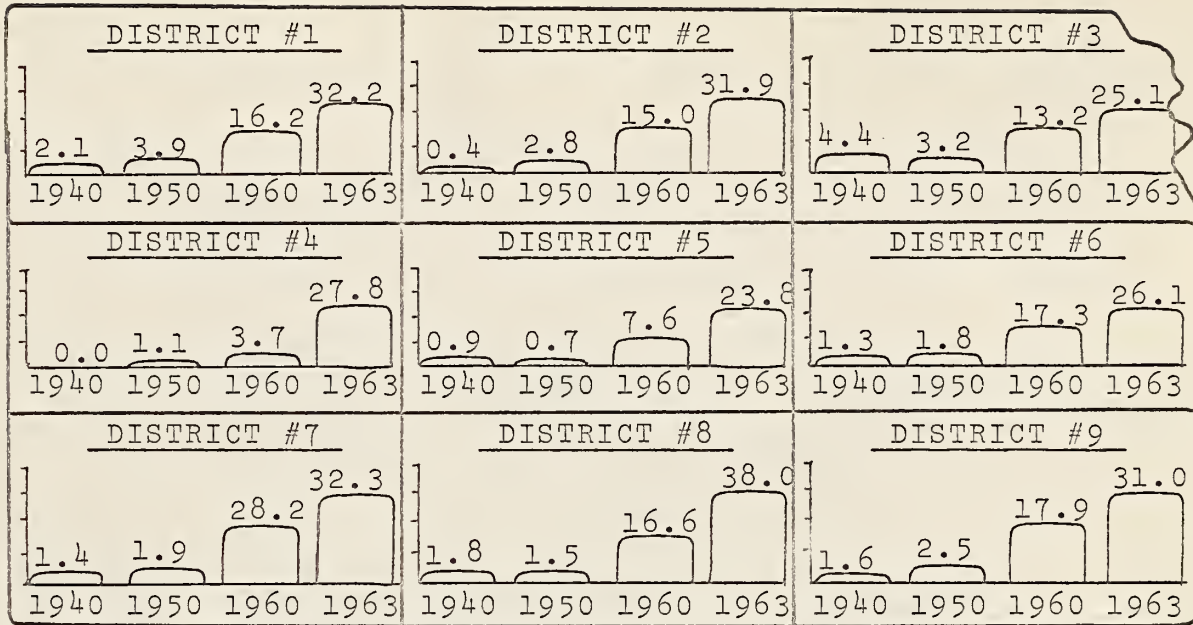 DISTRICT #1
32.2
16.2
2.1 3.9
1940 1950 1960 1963
DISTRICT #2
31.9
15.0
0.4 2.8
1940 1950 1960 1963
DISTRICT #3
25.1
13.2
4.4 3.2
1940 1950 1960 1963
DISTRICT #4
27.8
0.0 1.1 3.7
1940 1950 1960 1963
DISTRICT #5
23.8
7.6
0.9 0.7
1940 1950 1960 1963
DISTRICT #6
26.1
17.3
1.3 1.8
1940 1950 1960 1963
DISTRICT #7
32.3
28.2
1.4 1.9
1940 1950 1960 1963
DISTRICT #8
38.0
16.6
1.8 1.5
1940 1950 1960 1963
DISTRICT #9
31.0
17.9
1.6 2.5
1940 1950 1960 1963